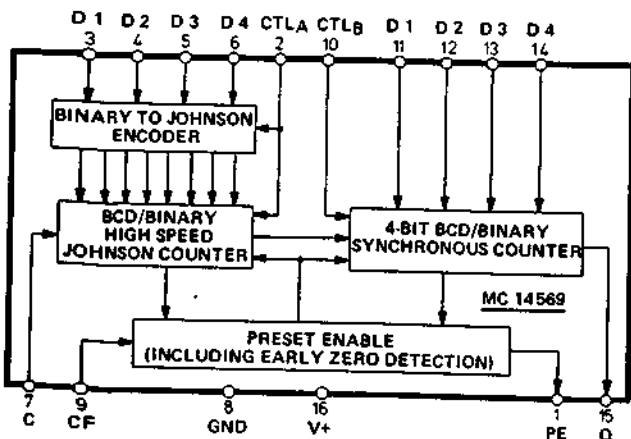 D 1 D 2 D 3 D 4 CTLA CTLB D 1 D 2 D 3 D 4
3 4 5 6 2 10 11 12 13 14
BINARY TO JOHNSON
ENCODER
BCD/BINARY
HIGH SPEED
JOHNSON COUNTER
4-BIT BCD/BINARY
SYNCHRONOUS COUNTER
MC 14569
PRESET ENABLE
(INCLUDING EARLY ZERO DETECTION)
7 9 8 16 1 15
C CF GND V+ PE Q